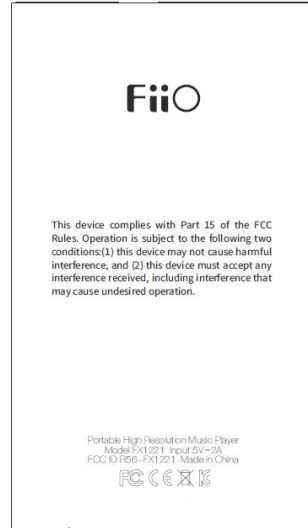 FiiO
This device complies with Part 15 of the FCC
Rules. Operation is subject to the following two
conditions:(1) this device may not cause harmful
interference, and (2) this device must accept any
interference received, including interference that
may cause undesired operation.
Portable High Resolution Music Player
Model:FX1221 Input:5V⎓2A
FCC ID:R56-FX1221 Made in China
FC CE